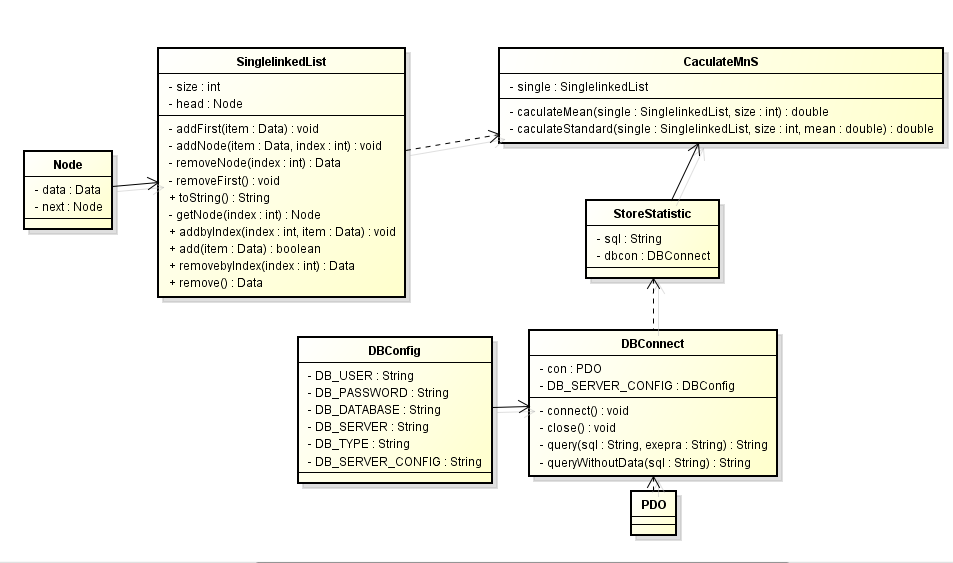 SinglelinkedList
- size : int
- head : Node
- addFirst(item : Data) : void
- addNode(item : Data, index : int) : void
- removeNode(index : int) : Data
- removeFirst() : void
+ toString() : String
- getNode(index : int) : Node
+ addbyIndex(index : int, item : Data) : void
+ add(item : Data) : boolean
+ removebyIndex(index : int) : Data
+ remove() : Data
CaculateMnS
- single : SinglelinkedList
- caculateMean(single : SinglelinkedList, size : int) : double
- caculateStandard(single : SinglelinkedList, size : int, mean : double) : double
Node
- data : Data
- next : Node
StoreStatistic
- sql : String
- dbcon : DBConnect
DBConfig
- DB_USER : String
- DB_PASSWORD : String
- DB_DATABASE : String
- DB_SERVER : String
- DB_TYPE : String
- DB_SERVER_CONFIG : String
DBConnect
- con : PDO
- DB_SERVER_CONFIG : DBConfig
- connect() : void
- close() : void
- query(sql : String, exepra : String) : String
- queryWithoutData(sql : String) : String
PDO